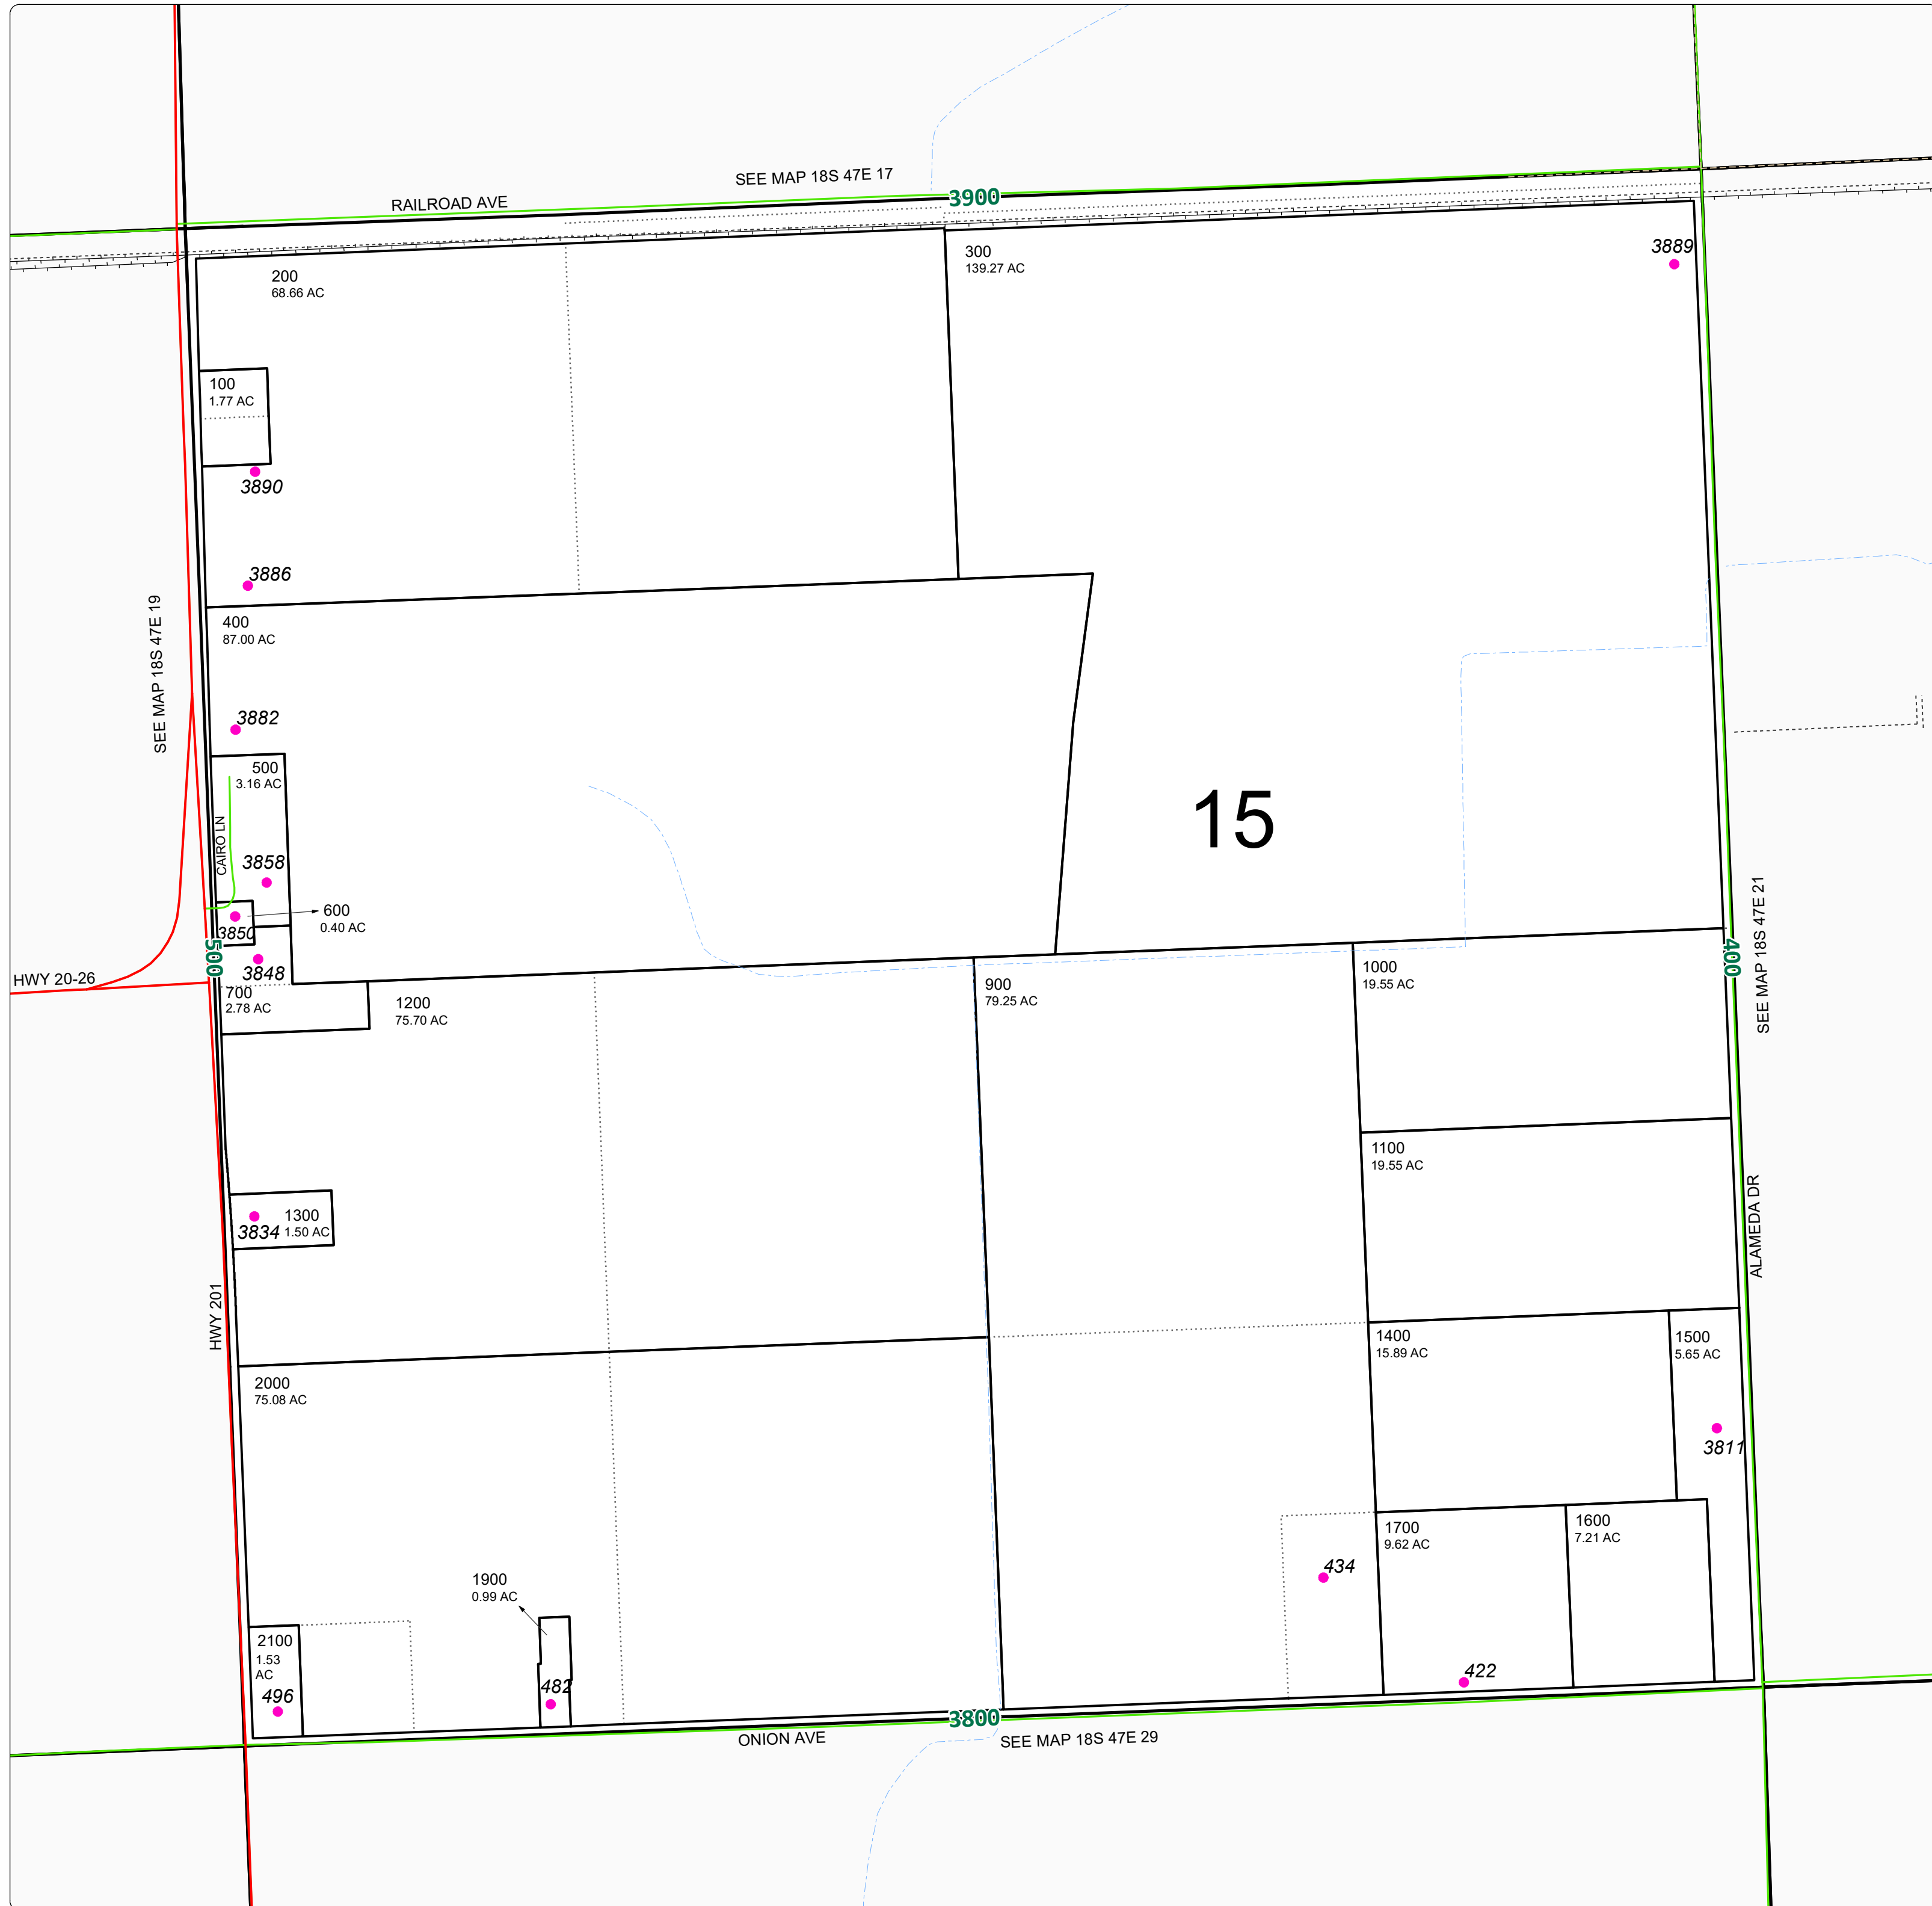 SEE MAP 18S 47E 17
3900
RAILROAD AVE
3889
300
139.27 AC
200
68.66 AC
100
1.77 AC
3890
3886
400
87.00 AC
SEE MAP 18S 47E 19
3882
500
3.16 AC
15
CAIRO LN
3858
600
0.40 AC
3850
SEE MAP 18S 47E 21
500
400
3848
HWY 20-26
700
2.78 AC
1200
75.70 AC
900
79.25 AC
1000
19.55 AC
1100
19.55 AC
ALAMEDA DR
1300
3834
1.50 AC
HWY 201
1400
15.89 AC
1500
5.65 AC
2000
75.08 AC
3811
1700
9.62 AC
1600
7.21 AC
434
1900
0.99 AC
2100
1.53
AC
496
482
422
3800
ONION AVE
SEE MAP 18S 47E 29